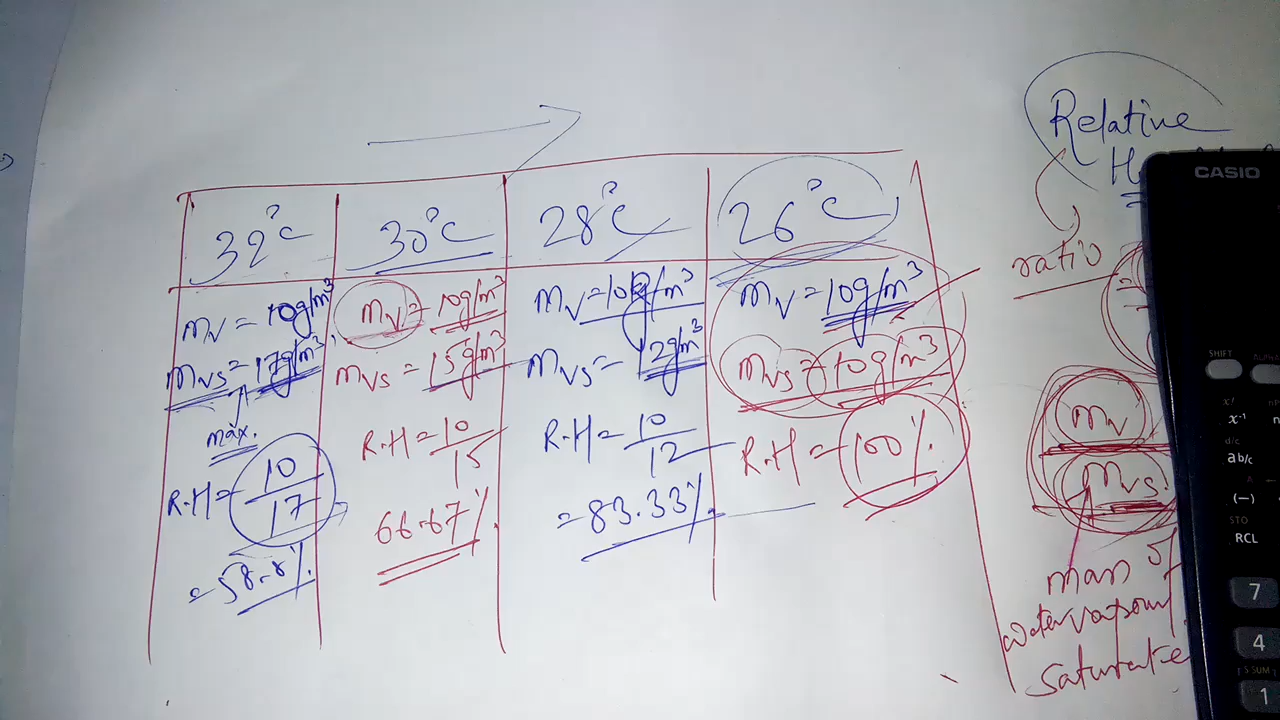 32°C
mv = 10g/m³
mvs = 17g/m³
max.
R.H = 10/17
= 58.8%
30°C
mv = 10g/m³
mvs = 15g/m³
R.H = 10/15
66.67%
28°C
mv = 10g/m³
mvs = 12g/m³
R.H = 10/12
= 83.33%
26°C
mv = 10g/m³
mvs = 10g/m³
R.H = 100%
Relative
ratio
mv
mvs
mass of
water vapour
saturate
CASIO
SHIFT
x!
x⁻¹
d/c
ab/c
(−)
STO
RCL
7
4
S-SUM
1